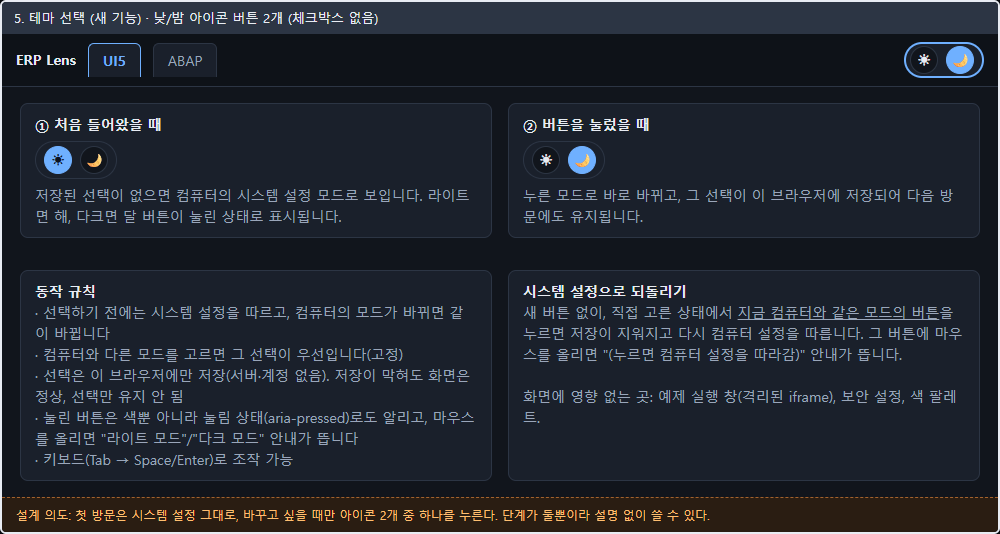 5. 테마 선택 (새 기능) · 낮/밤 아이콘 버튼 2개 (체크박스 없음)
ERP Lens UI5 ABAP
① 처음 들어왔을 때
저장된 선택이 없으면 컴퓨터의 시스템 설정 모드로 보입니다. 라이트
면 해, 다크면 달 버튼이 눌린 상태로 표시됩니다.
② 버튼을 눌렀을 때
누른 모드로 바로 바뀌고, 그 선택이 이 브라우저에 저장되어 다음 방
문에도 유지됩니다.
동작 규칙
· 선택하기 전에는 시스템 설정을 따르고, 컴퓨터의 모드가 바뀌면 같
이 바뀝니다
· 컴퓨터와 다른 모드를 고르면 그 선택이 우선입니다(고정)
· 선택은 이 브라우저에만 저장(서버·계정 없음). 저장이 막혀도 화면은
정상, 선택만 유지 안 됨
· 눌린 버튼은 색뿐 아니라 눌림 상태(aria-pressed)로도 알리고, 마우스
를 올리면 "라이트 모드"/"다크 모드" 안내가 뜹니다
· 키보드(Tab → Space/Enter)로 조작 가능
시스템 설정으로 되돌리기
새 버튼 없이, 직접 고른 상태에서 지금 컴퓨터와 같은 모드의 버튼을
누르면 저장이 지워지고 다시 컴퓨터 설정을 따릅니다. 그 버튼에 마우
스를 올리면 "(누르면 컴퓨터 설정을 따라감)" 안내가 뜹니다.
화면에 영향 없는 곳: 예제 실행 창(격리된 iframe), 보안 설정, 색 팔레
트.
설계 의도: 첫 방문은 시스템 설정 그대로, 바꾸고 싶을 때만 아이콘 2개 중 하나를 누른다. 단계가 둘뿐이라 설명 없이 쓸 수 있다.